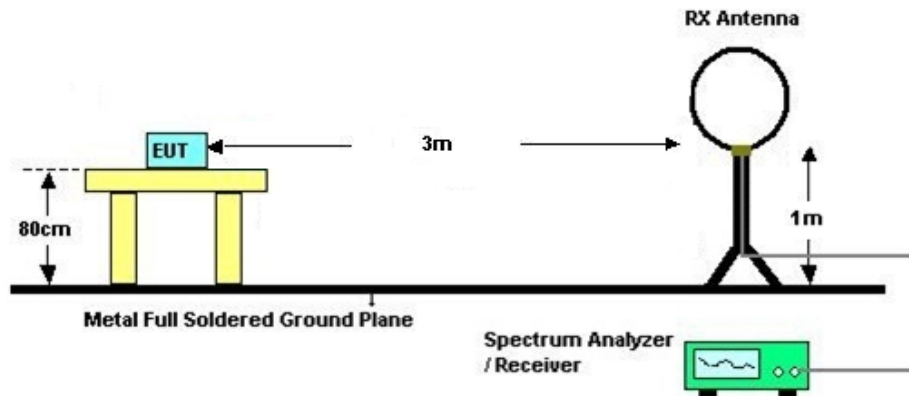 RX Antenna
EUT
3m
80cm
1m
Metal Full Soldered Ground Plane
Spectrum Analyzer
/ Receiver